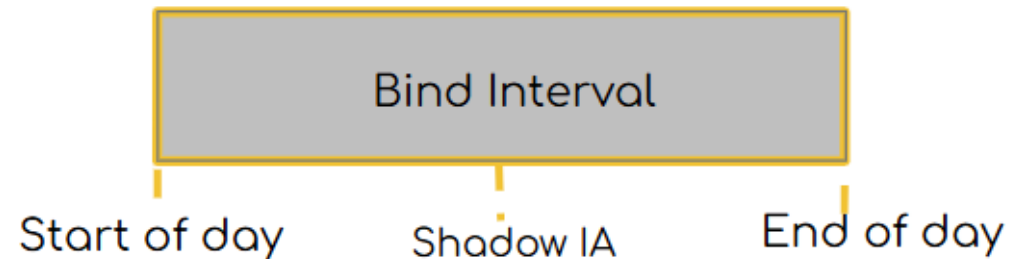 Bind Interval
Start of day
Shadow IA
End of day